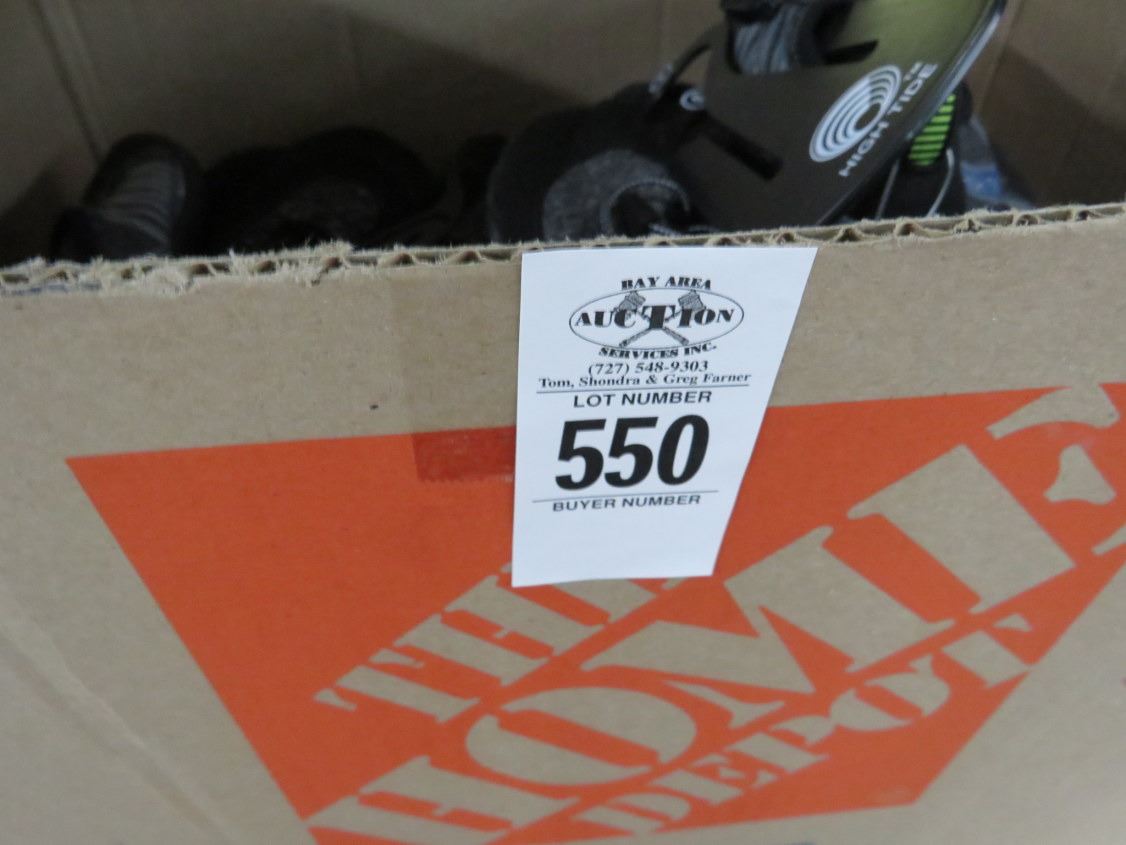 HIGH TIDE™
BAY AREA
AUCTION
SERVICES INC.
(727) 548-9303
Tom, Shondra & Greg Farner
LOT NUMBER
550
BUYER NUMBER
THE
HOME
DEPOT